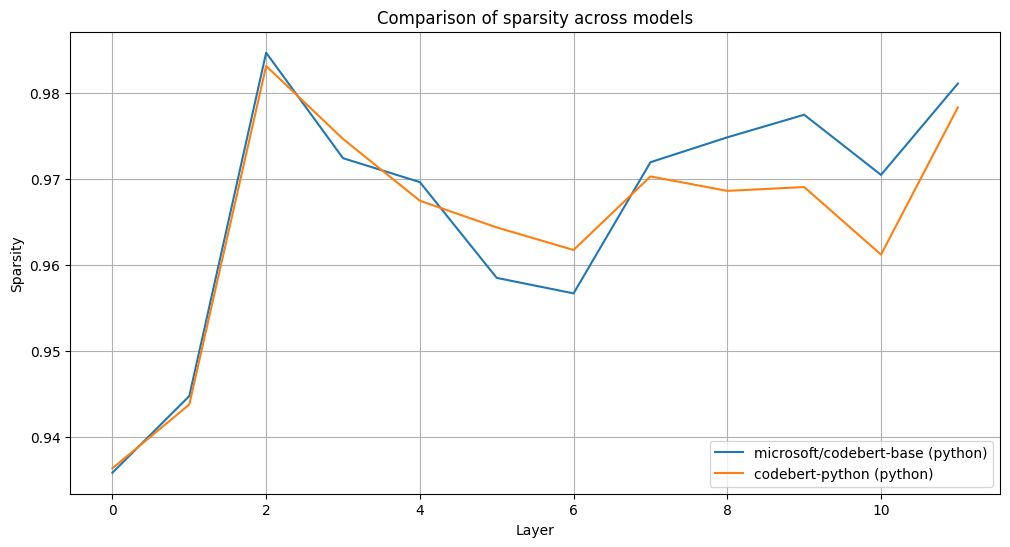 Comparison of sparsity across models
Sparsity
0.98
0.97
0.96
0.95
0.94
0
2
4
6
8
10
Layer
microsoft/codebert-base (python)
codebert-python (python)